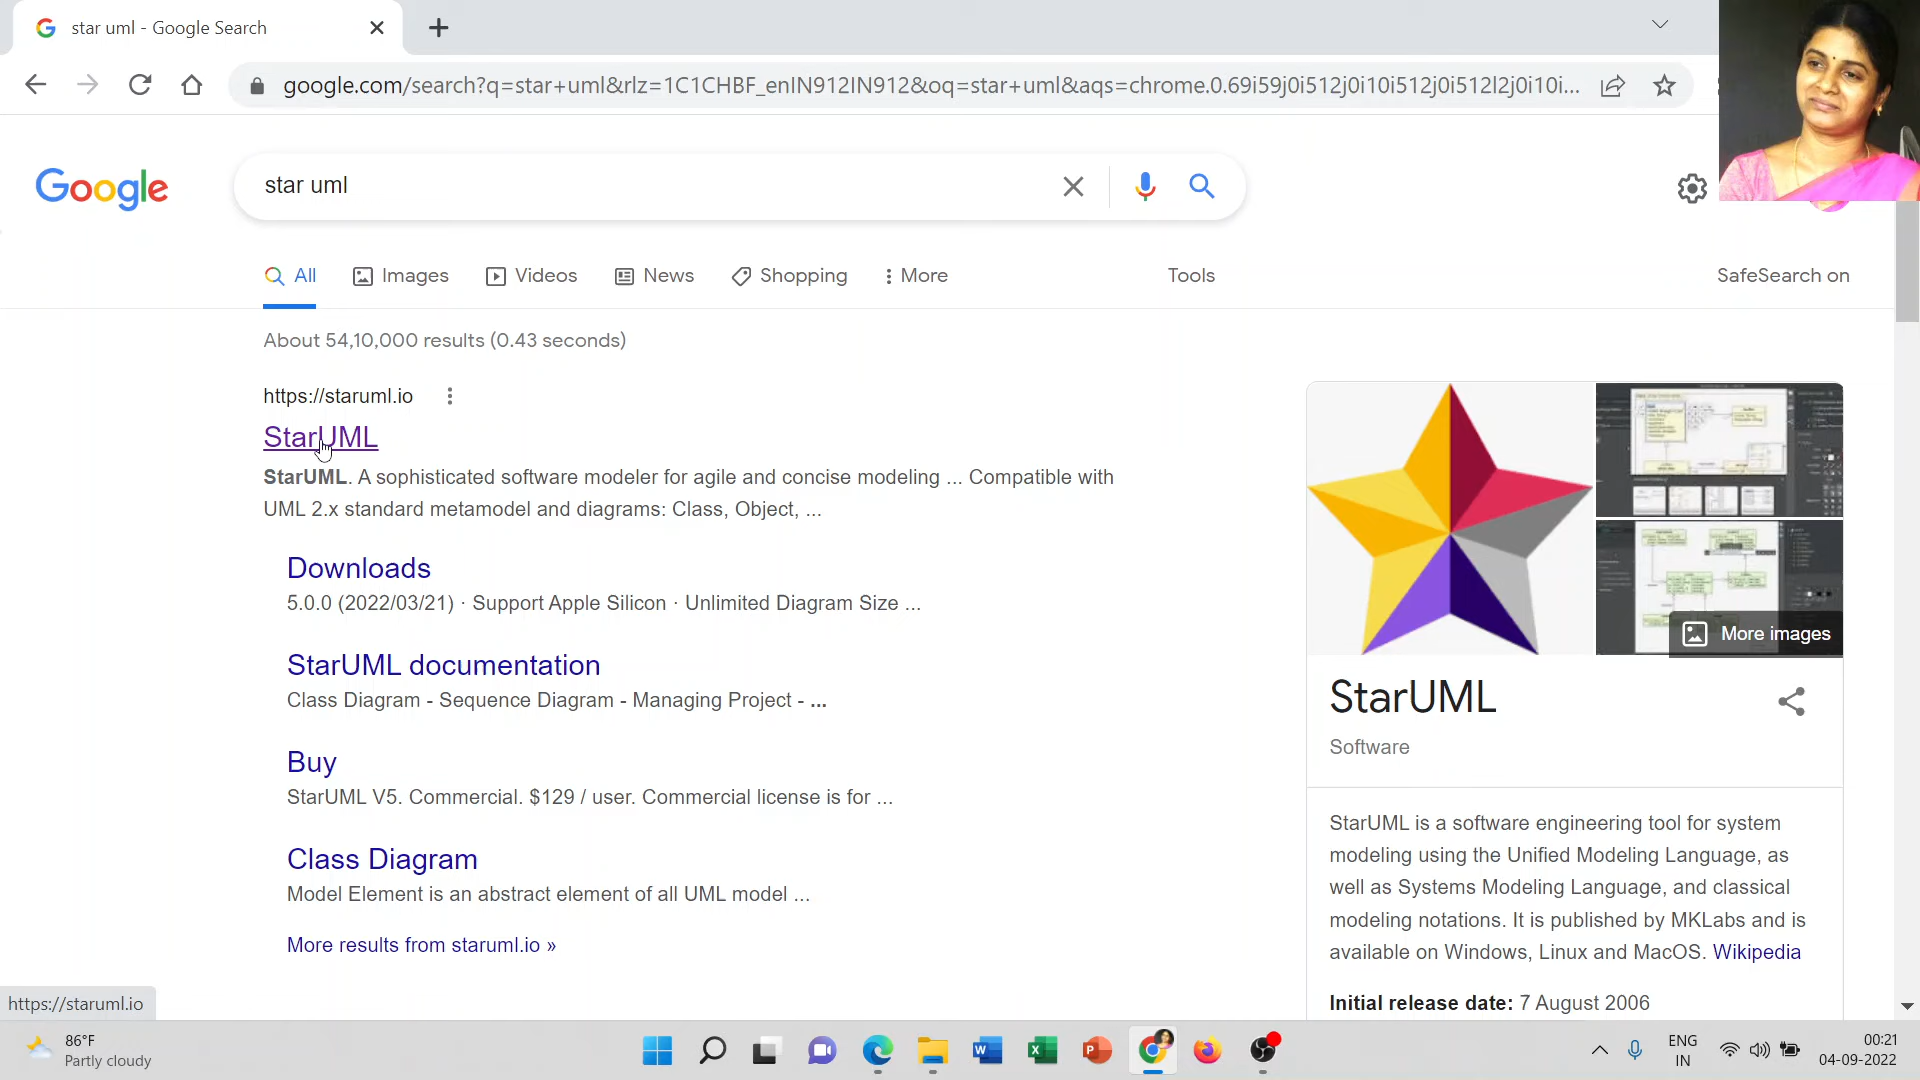 star uml - Google Search
google.com/search?q=star+uml&rlz=1C1CHBF_enIN912IN912&oq=star+uml&aqs=chrome.0.69i59j0i512j0i10i512j0i512l2j0i10i...
Google
star uml
All
Images
Videos
News
Shopping
More
Tools
SafeSearch on
About 54,10,000 results (0.43 seconds)
https://staruml.io
StarUML
StarUML. A sophisticated software modeler for agile and concise modeling ... Compatible with
UML 2.x standard metamodel and diagrams: Class, Object, ...
Downloads
5.0.0 (2022/03/21) · Support Apple Silicon · Unlimited Diagram Size ...
StarUML documentation
Class Diagram - Sequence Diagram - Managing Project - ...
Buy
StarUML V5. Commercial. $129 / user. Commercial license is for ...
Class Diagram
Model Element is an abstract element of all UML model ...
More results from staruml.io »
More images
StarUML
Software
StarUML is a software engineering tool for system
modeling using the Unified Modeling Language, as
well as Systems Modeling Language, and classical
modeling notations. It is published by MKLabs and is
available on Windows, Linux and MacOS. Wikipedia
Initial release date: 7 August 2006
https://staruml.io
86°F
Partly cloudy
ENG
IN
00:21
04-09-2022